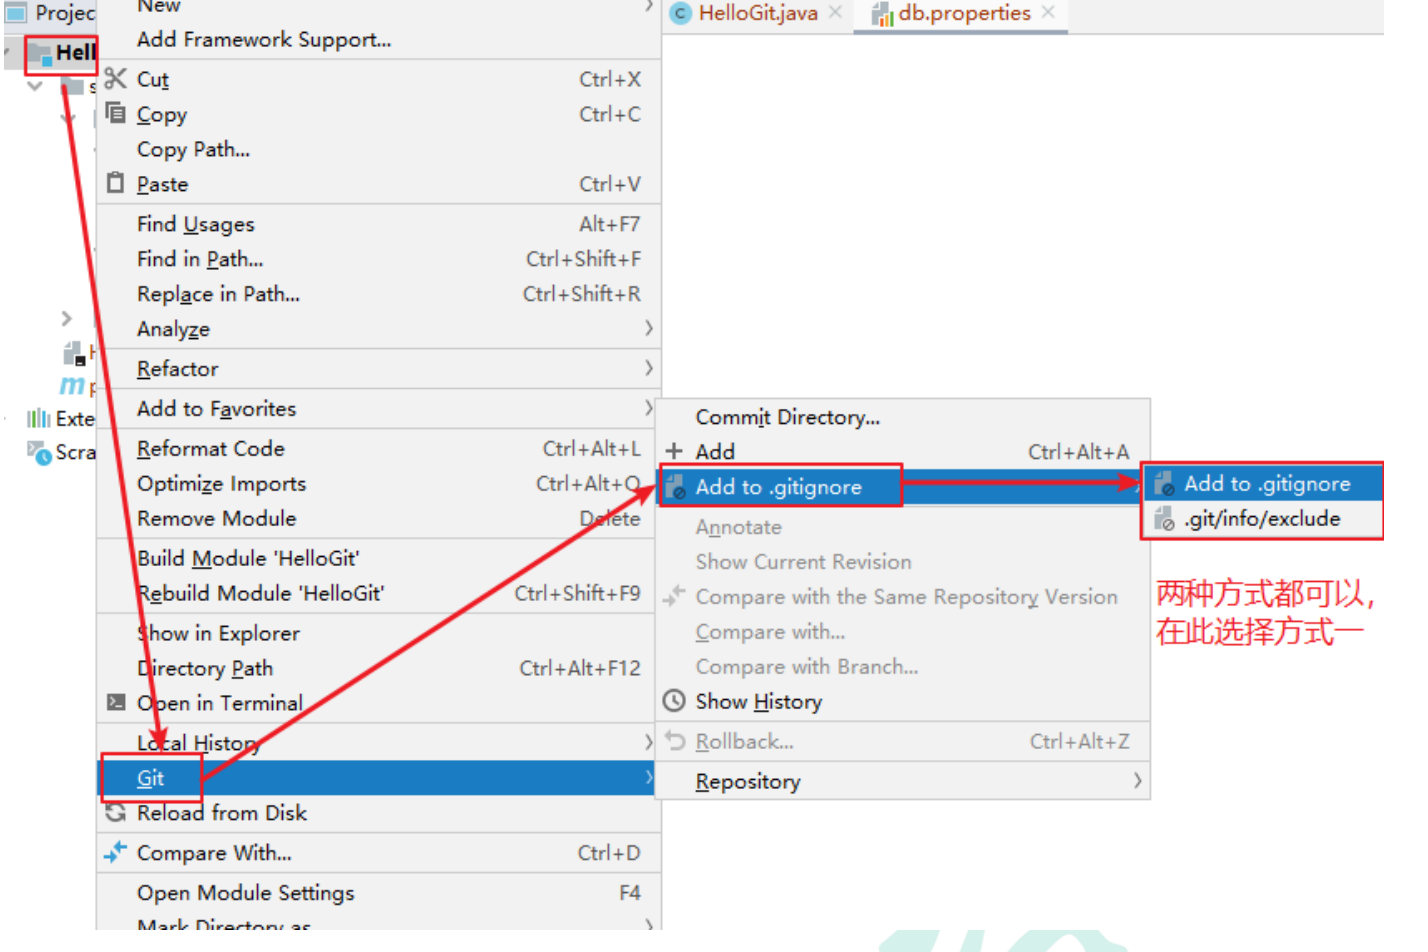 Projec
HelloGit.java
db.properties
Hell
s
Exte
Scra
New
Add Framework Support...
Cut Ctrl+X
Copy Ctrl+C
Copy Path...
Paste Ctrl+V
Find Usages Alt+F7
Find in Path... Ctrl+Shift+F
Replace in Path... Ctrl+Shift+R
Analyze
Refactor
Add to Favorites
Reformat Code Ctrl+Alt+L
Optimize Imports Ctrl+Alt+O
Remove Module Delete
Build Module 'HelloGit'
Rebuild Module 'HelloGit' Ctrl+Shift+F9
Show in Explorer
Directory Path Ctrl+Alt+F12
Open in Terminal
Local History
Git
Reload from Disk
Compare With... Ctrl+D
Open Module Settings F4
Mark Directory as
Commit Directory...
Add Ctrl+Alt+A
Add to .gitignore
Annotate
Show Current Revision
Compare with the Same Repository Version
Compare with...
Compare with Branch...
Show History
Rollback... Ctrl+Alt+Z
Repository
Add to .gitignore
.git/info/exclude
两种方式都可以，
在此选择方式一